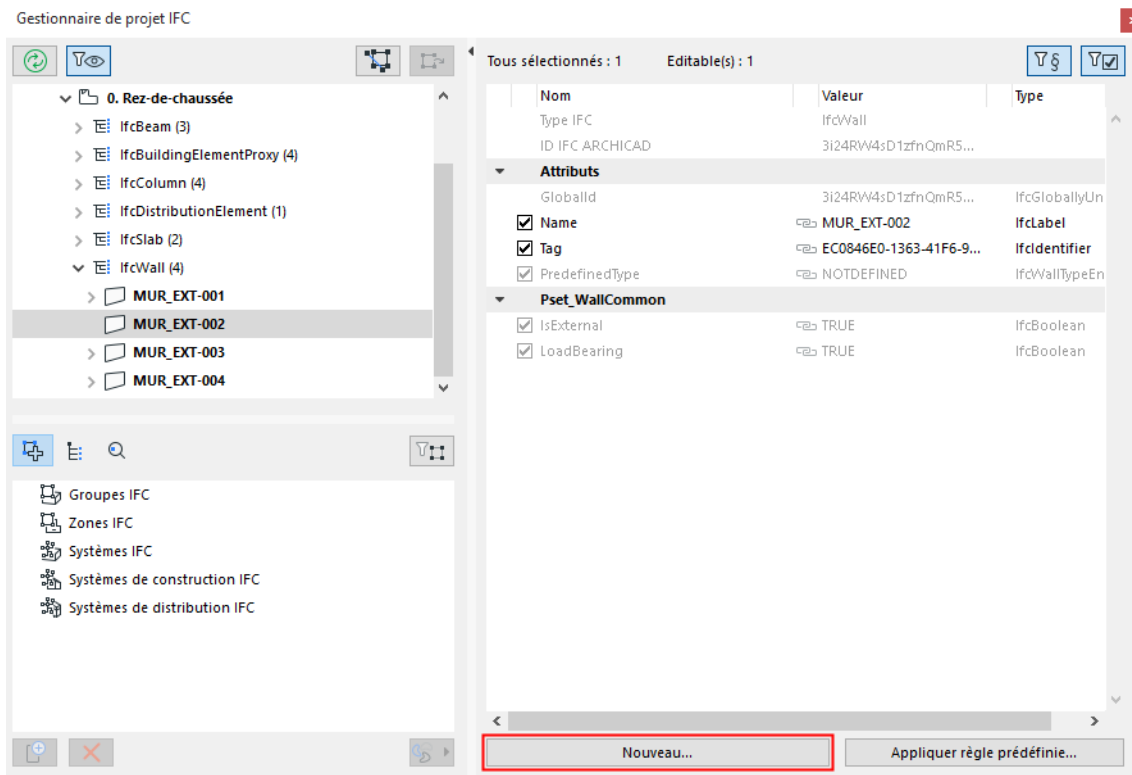 Gestionnaire de projet IFC
0. Rez-de-chaussée
IfcBeam (3)
IfcBuildingElementProxy (4)
IfcColumn (4)
IfcDistributionElement (1)
IfcSlab (2)
IfcWall (4)
MUR_EXT-001
MUR_EXT-002
MUR_EXT-003
MUR_EXT-004
Groupes IFC
Zones IFC
Systèmes IFC
Systèmes de construction IFC
Systèmes de distribution IFC
Tous sélectionnés : 1 Editable(s) : 1
Nom Valeur Type
Type IFC IfcWall
ID IFC ARCHICAD 3i24RW4sD1zfnQmR5...
Attributs
GlobalId 3i24RW4sD1zfnQmR5... IfcGloballyUn
Name MUR_EXT-002 IfcLabel
Tag EC0846E0-1363-41F6-9... IfcIdentifier
PredefinedType NOTDEFINED IfcWallTypeEn
Pset_WallCommon
IsExternal TRUE IfcBoolean
LoadBearing TRUE IfcBoolean
Nouveau... Appliquer règle prédéfinie...